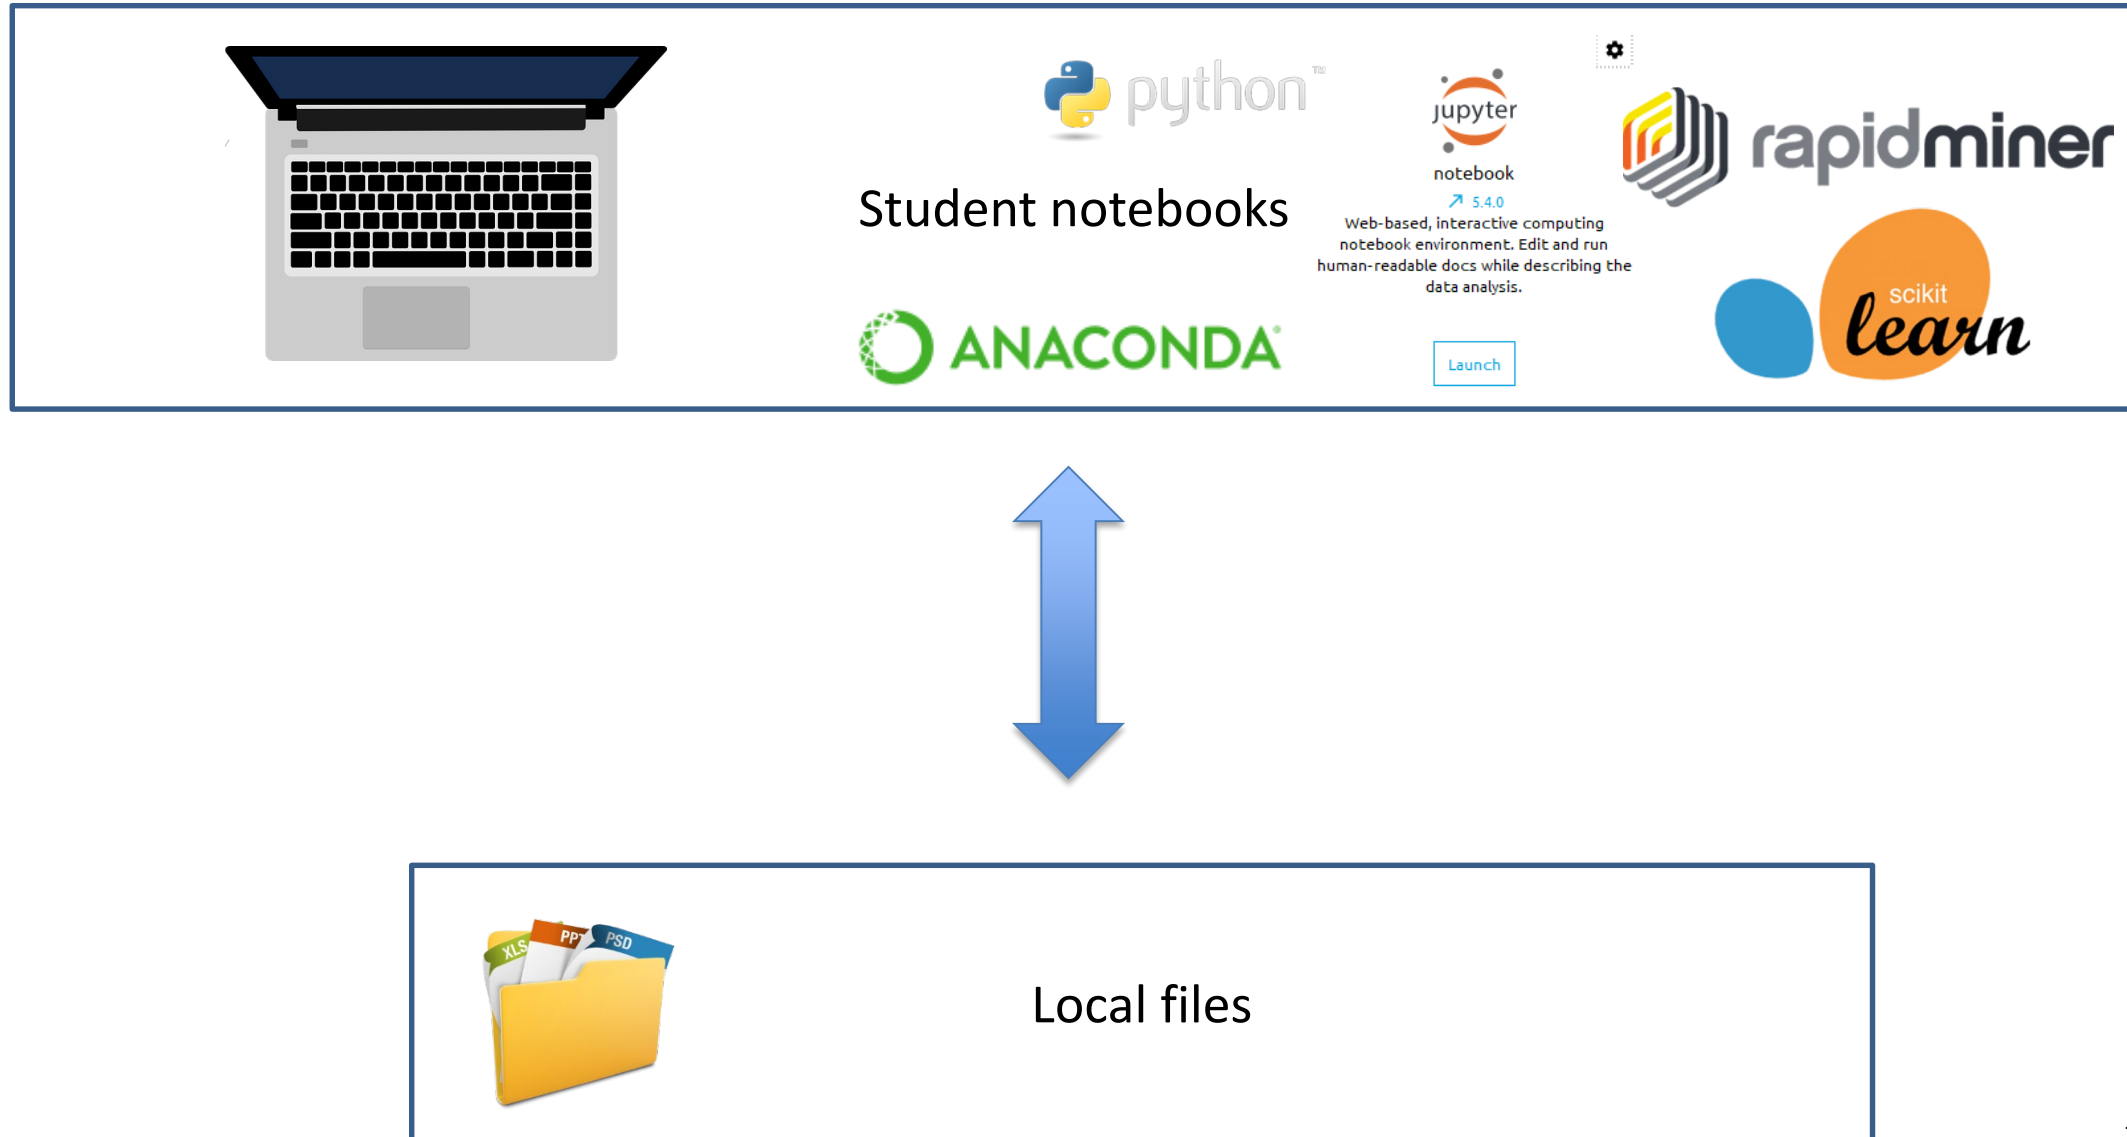 python™
Student notebooks
ANACONDA®
jupyter
notebook
5.4.0
Web-based, interactive computing
notebook environment. Edit and run
human-readable docs while describing the
data analysis.
Launch
rapidminer
scikit
learn
XLS
PPT
PSD
Local files